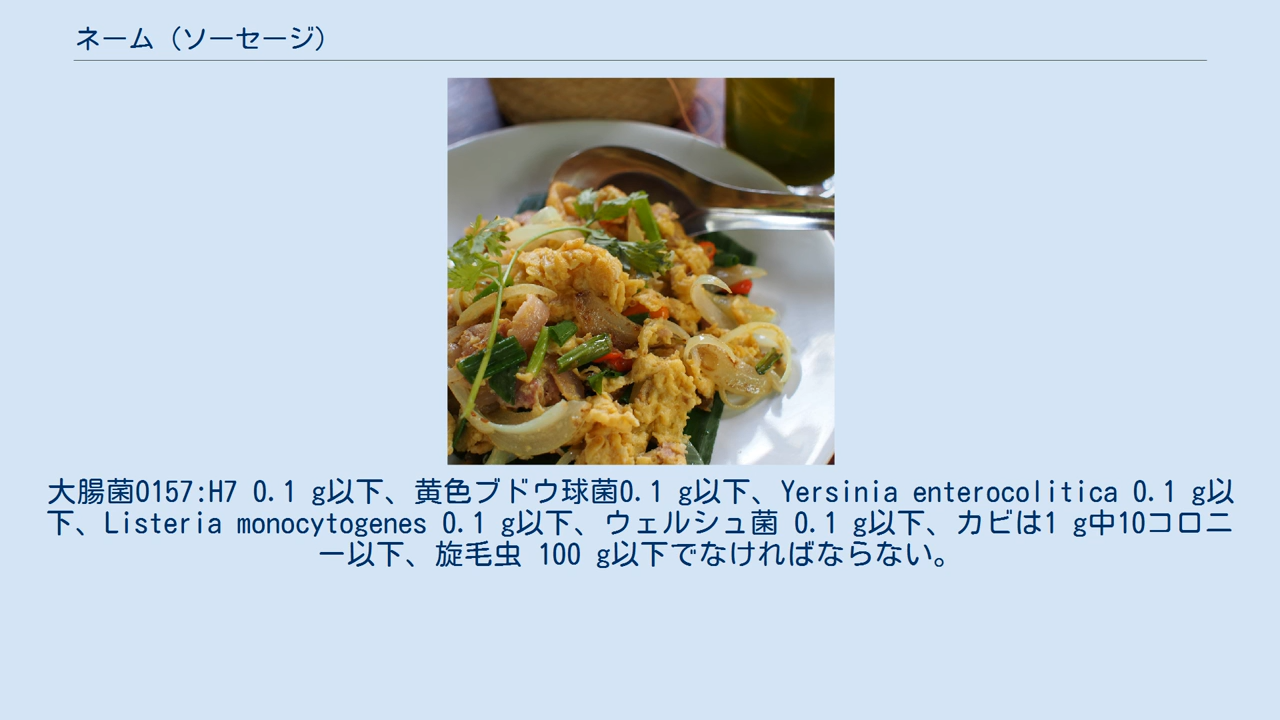 ネーム（ソーセージ）
大腸菌O157:H7 0.1 g以下、黄色ブドウ球菌0.1 g以下、Yersinia enterocolitica 0.1 g以
下、Listeria monocytogenes 0.1 g以下、ウェルシュ菌 0.1 g以下、カビは1 g中10コロニ
ー以下、旋毛虫 100 g以下でなければならない。